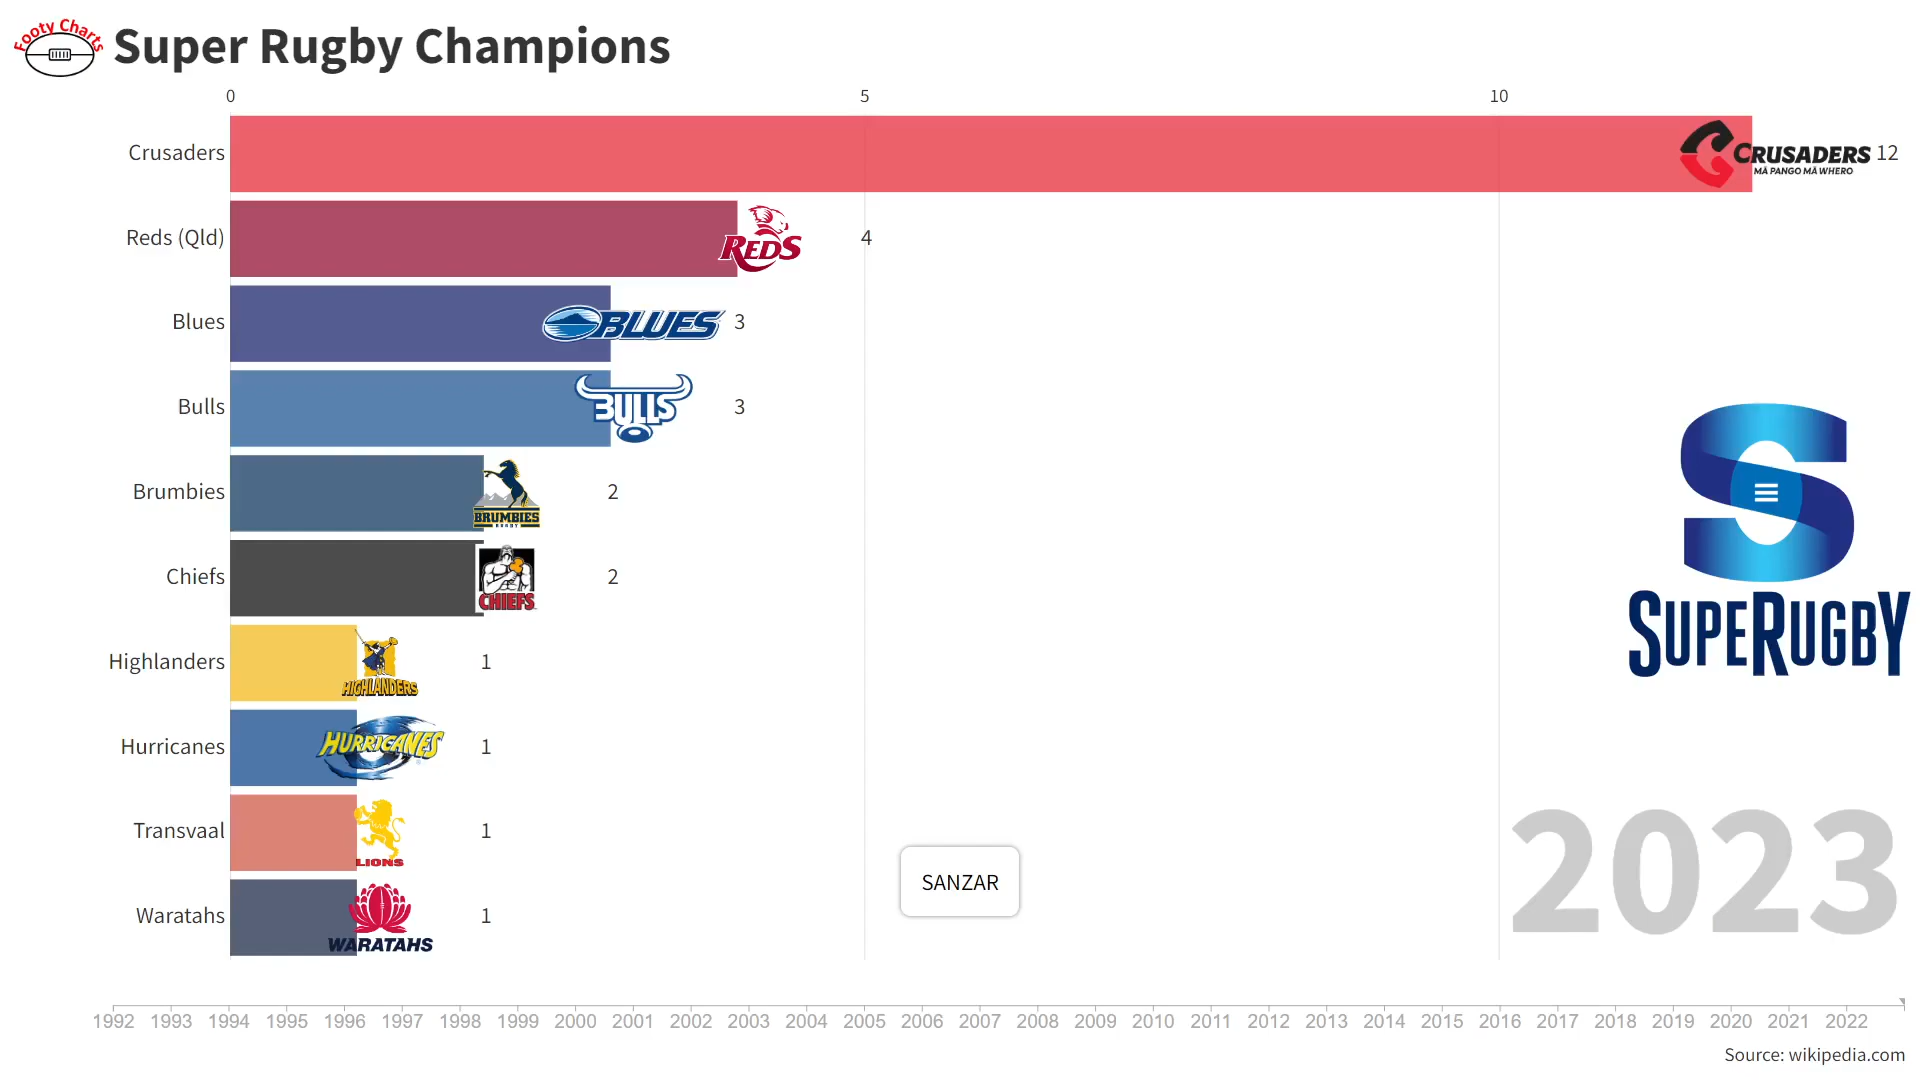 Footy Charts
Super Rugby Champions
0 5 10
Crusaders CRUSADERS 12
MĀ PANGO MĀ WHERO
Reds (Qld) REDS 4
Blues BLUES 3
Bulls BULLS 3
Brumbies BRUMBIES 2
RUGBY
Chiefs CHIEFS 2
Highlanders HIGHLANDERS 1
Hurricanes HURRICANES 1
Transvaal LIONS 1
Waratahs WARATAHS 1
SUPERUGBY
SANZAR
2023
1992 1993 1994 1995 1996 1997 1998 1999 2000 2001 2002 2003 2004 2005 2006 2007 2008 2009 2010 2011 2012 2013 2014 2015 2016 2017 2018 2019 2020 2021 2022
Source: wikipedia.com